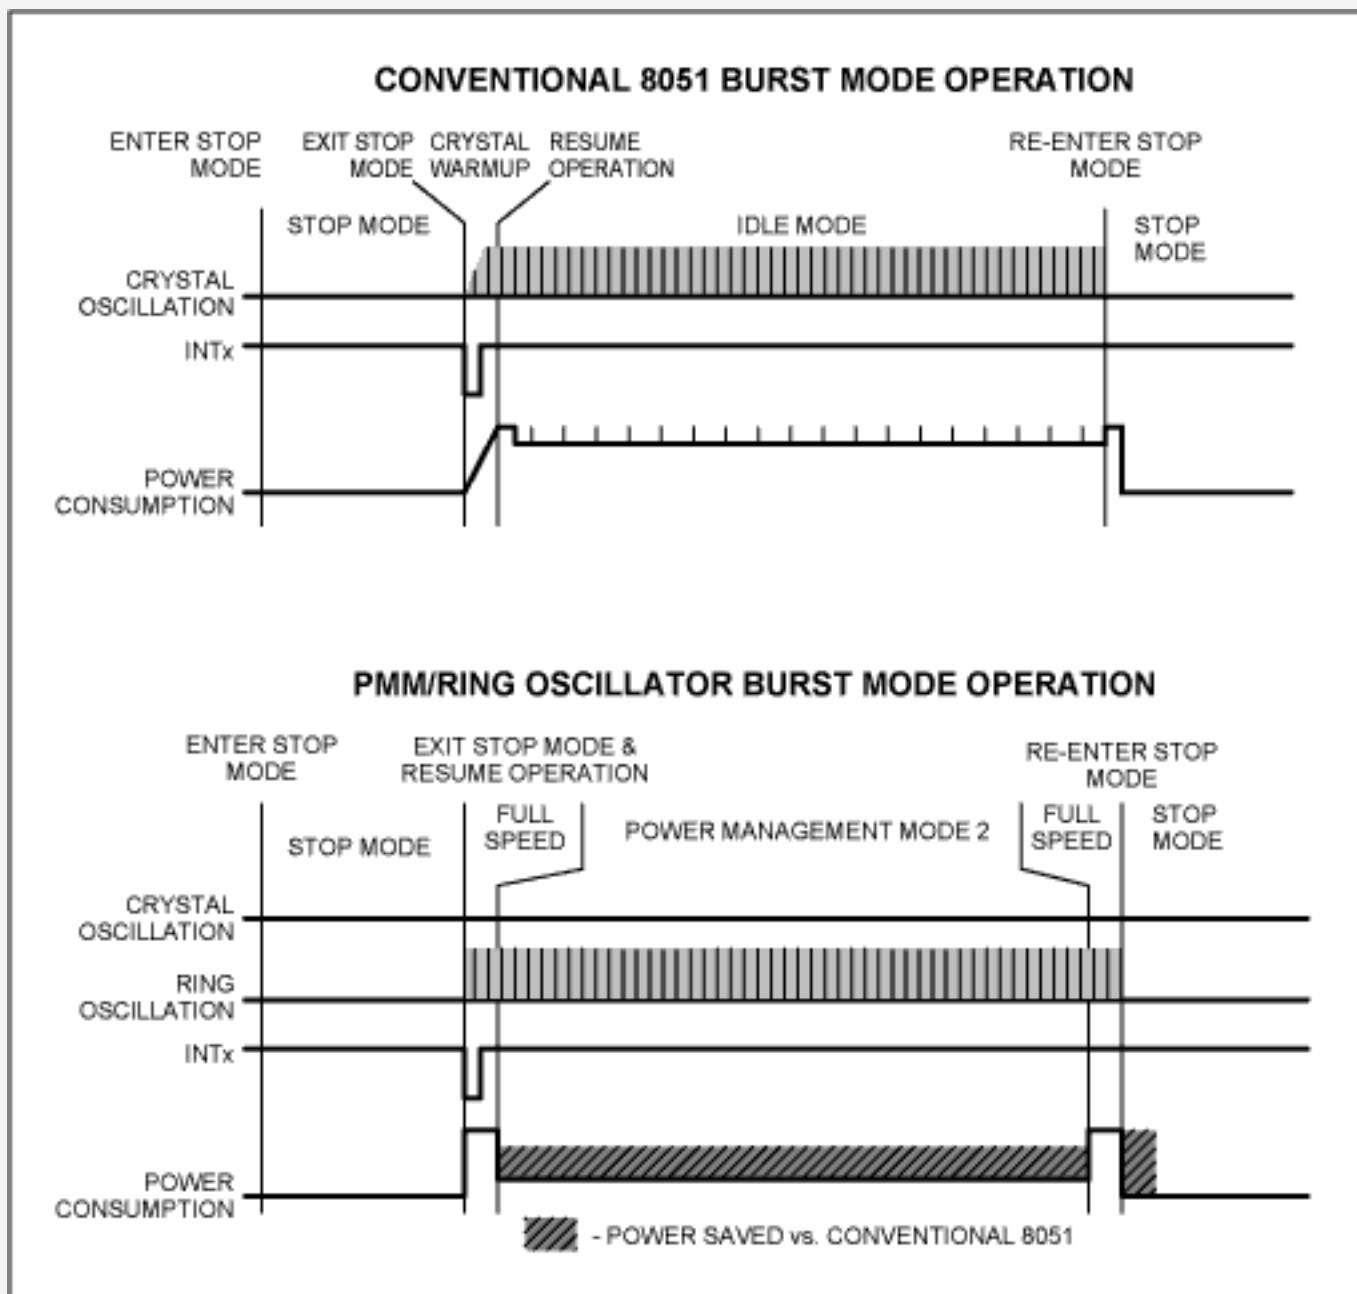 CONVENTIONAL 8051 BURST MODE OPERATION
ENTER STOP
MODE
EXIT STOP
MODE
CRYSTAL
WARMUP
RESUME
OPERATION
RE-ENTER STOP
MODE
STOP MODE
IDLE MODE
STOP
MODE
CRYSTAL
OSCILLATION
INTx
POWER
CONSUMPTION
PMM/RING OSCILLATOR BURST MODE OPERATION
ENTER STOP
MODE
EXIT STOP MODE &
RESUME OPERATION
RE-ENTER STOP
MODE
STOP MODE
FULL
SPEED
POWER MANAGEMENT MODE 2
FULL
SPEED
STOP
MODE
CRYSTAL
OSCILLATION
RING
OSCILLATION
INTx
POWER
CONSUMPTION
- POWER SAVED vs. CONVENTIONAL 8051